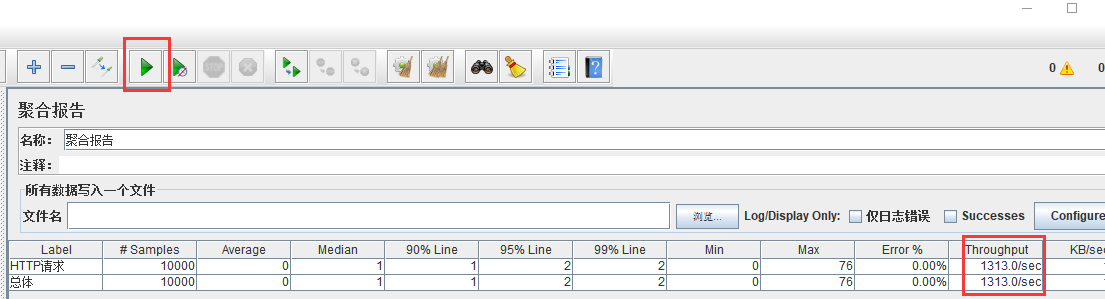 STOP
0
0
聚合报告
名称： 聚合报告
注释：
所有数据写入一个文件
文件名 浏览... Log/Display Only: 仅日志错误 Successes Configure
Label # Samples Average Median 90% Line 95% Line 99% Line Min Max Error % Throughput KB/sec
HTTP请求 10000 0 1 1 2 2 0 76 0.00% 1313.0/sec
总体 10000 0 1 1 2 2 0 76 0.00% 1313.0/sec